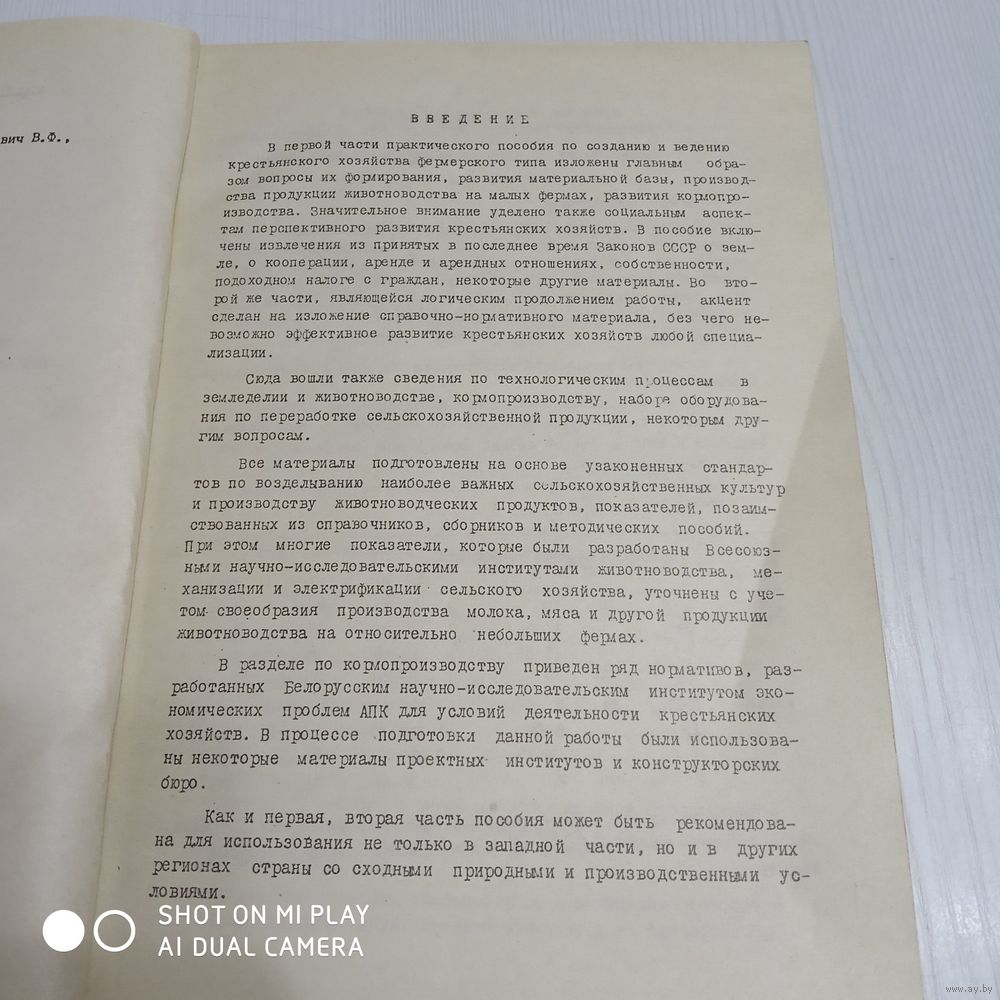 вич В.Ф.,
ВВЕДЕНИЕ
В первой части практического пособия по созданию и ведению
крестьянского хозяйства фермерского типа изложены главным обра-
зом вопросы их формирования, развития материальной базы, производ-
ства продукции животноводства на малых фермах, развития кормопро-
изводства. Значительное внимание уделено также социальным аспек-
там перспективного развития крестьянских хозяйств. В пособие вклю-
чены извлечения из принятых в последнее время Законов СССР о зем-
ле, о кооперации, аренде и арендных отношениях, собственности,
подоходном налоге с граждан, некоторые другие материалы. Во вто-
рой же части, являющейся логическим продолжением работы, акцент
сделан на изложение справочно-нормативного материала, без чего не-
возможно эффективное развитие крестьянских хозяйств любой специа-
лизации.
Сюда вошли также сведения по технологическим процессам в
земледелии и животноводстве, кормопроизводству, наборе оборудова-
ния по переработке сельскохозяйственной продукции, некоторым дру-
гим вопросам.
Все материалы подготовлены на основе узаконенных стандар-
тов по возделыванию наиболее важных сельскохозяйственных культур
и производству животноводческих продуктов, показателей, позаим-
ствованных из справочников, сборников и методических пособий.
При этом многие показатели, которые были разработаны Всесоюз-
ными научно-исследовательскими институтами животноводства, ме-
ханизации и электрификации сельского хозяйства, уточнены с уче-
том своеобразия производства молока, мяса и другой продукции
животноводства на относительно небольших фермах.
В разделе по кормопроизводству приведен ряд нормативов, раз-
работанных Белорусским научно-исследовательским институтом эко-
номических проблем АПК для условий деятельности крестьянских
хозяйств. В процессе подготовки данной работы были использова-
ны некоторые материалы проектных институтов и конструкторских
бюро.
Как и первая, вторая часть пособия может быть рекомендова-
на для использования не только в западной части, но и в других
регионах страны со сходными природными и производственными ус-
ловиями.
SHOT ON MI PLAY
AI DUAL CAMERA
www.ay.by